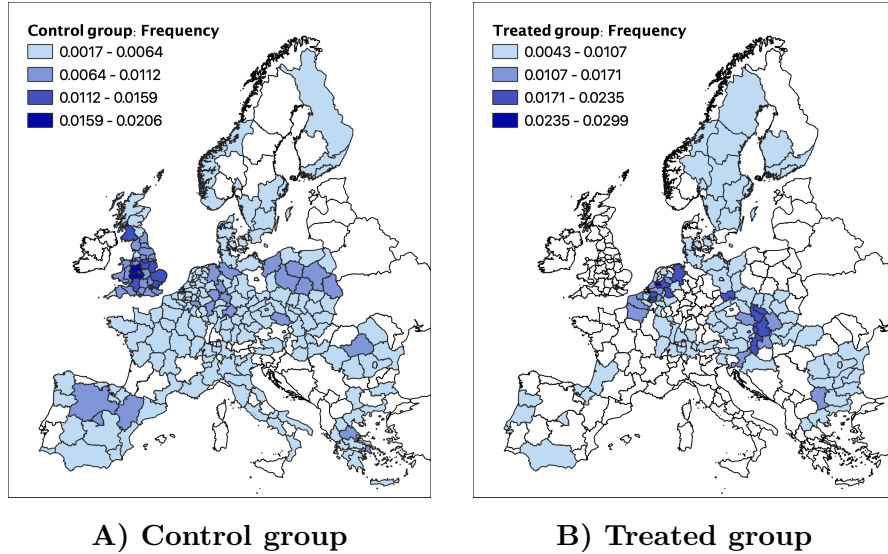 Control group: Frequency
0.0017 - 0.0064
0.0064 - 0.0112
0.0112 - 0.0159
0.0159 - 0.0206
Treated group: Frequency
0.0043 - 0.0107
0.0107 - 0.0171
0.0171 - 0.0235
0.0235 - 0.0299
A) Control group
B) Treated group